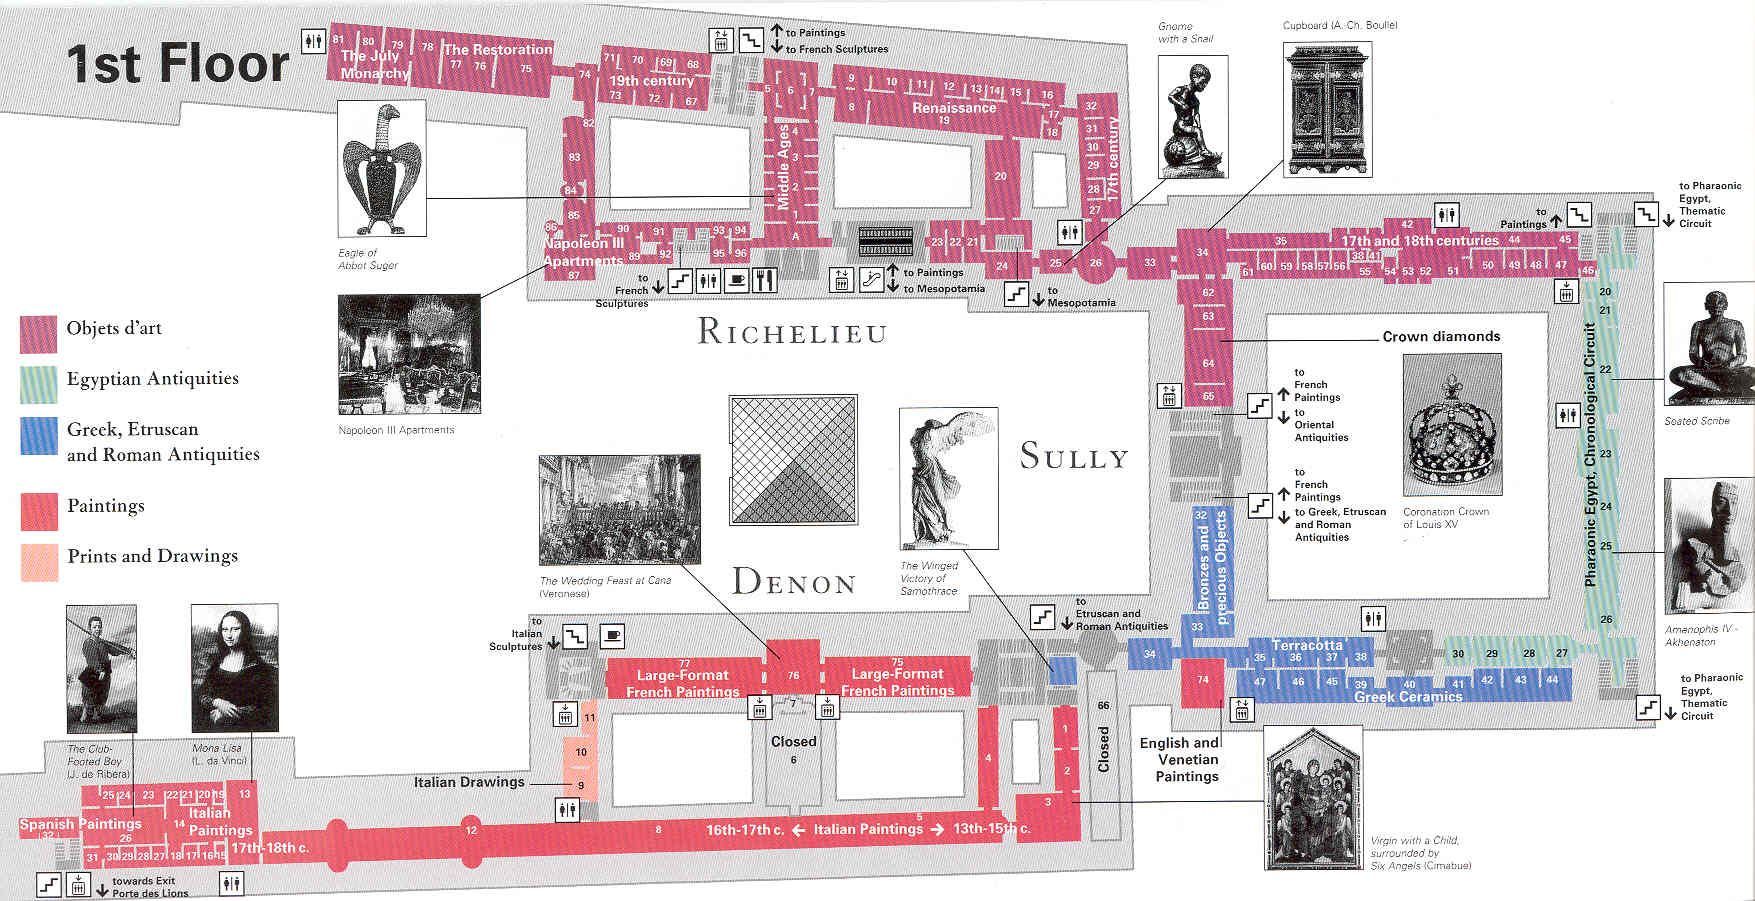 1st Floor
81
80
79
78
The Restoration
The July
Monarchy
77
76
75
74
71
70
69
68
19th century
73
72
67
to Paintings
to French Sculptures
5
6
7
9
10
11
12
13
14
15
16
8
Renaissance
19
17
18
32
31
30
29
28
27
17th century
Gnome
with a Snail
Cupboard (A. Ch. Boulle)
82
83
84
85
86
Napoleon III
Apartments
87
4
3
2
1
A
Middle Ages
20
90
91
93
94
89
92
95
96
23
22
21
24
25
26
33
34
Eagle of
Abbot Suger
to
French
Sculptures
to Paintings
to Mesopotamia
to
Mesopotamia
to
Paintings
to Pharaonic
Egypt,
Thematic
Circuit
35
42
17th and 18th centuries
44
45
61
60
59
58
57
56
38
41
55
54
53
52
51
50
49
48
47
46
RICHELIEU
Objets d'art
Egyptian Antiquities
Greek, Etruscan
and Roman Antiquities
Paintings
Prints and Drawings
Napoleon III Apartments
62
63
64
65
Crown diamonds
to
French
Paintings
to
Oriental
Antiquities
to
French
Paintings
to Greek, Etruscan
and Roman
Antiquities
Coronation Crown
of Louis XV
20
21
22
23
24
25
26
Pharaonic Egypt, Chronological Circuit
Seated Scribe
Amenophis IV -
Akhenaton
SULLY
DENON
The Wedding Feast at Cana
(Veronese)
The Winged
Victory of
Samothrace
32
Bronzes and
precious Objects
33
34
to
Etruscan and
Roman Antiquities
to
Italian
Sculptures
77
Large-Format
French Paintings
76
75
Large-Format
French Paintings
74
Terracotta
35
36
37
38
30
29
28
27
47
46
45
39
40
41
42
43
44
Greek Ceramics
to Pharaonic
Egypt,
Thematic
Circuit
11
10
9
Italian Drawings
7
Closed
6
4
1
2
3
66
Closed
English and
Venetian
Paintings
Virgin with a Child,
surrounded by
Six Angels (Cimabue)
The Club-
Footed Boy
(J. de Ribera)
Mona Lisa
(L. da Vinci)
25
24
23
22
21
20
19
13
Spanish Paintings
32
26
14
Italian
Paintings
31
30
29
28
27
18
17
16
15
17th-18th c.
12
8
16th-17th c.
Italian Paintings
5
13th-15th c.
towards Exit
Porte des Lions